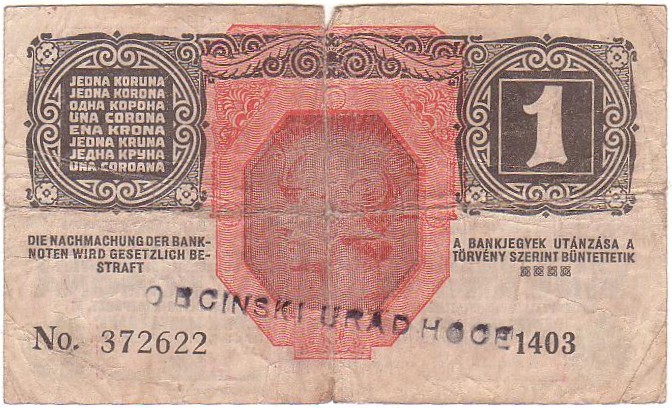 JEDNA KORUNA
JEDNA KORONA
ОДНА КОРОНА
UNA CORONA
ENA KRONA
JEDNA KRUNA
ЈЕДНА КРУНА
UNA COROANĂ
1
DIE NACHMACHUNG DER BANK-
NOTEN WIRD GESETZLICH BE-
STRAFT
A BANKJEGYEK UTÁNZÁSA A
TÖRVÉNY SZERINT BÜNTETTETIK
OBCINSKI URAD HOCE
No. 372622
1403